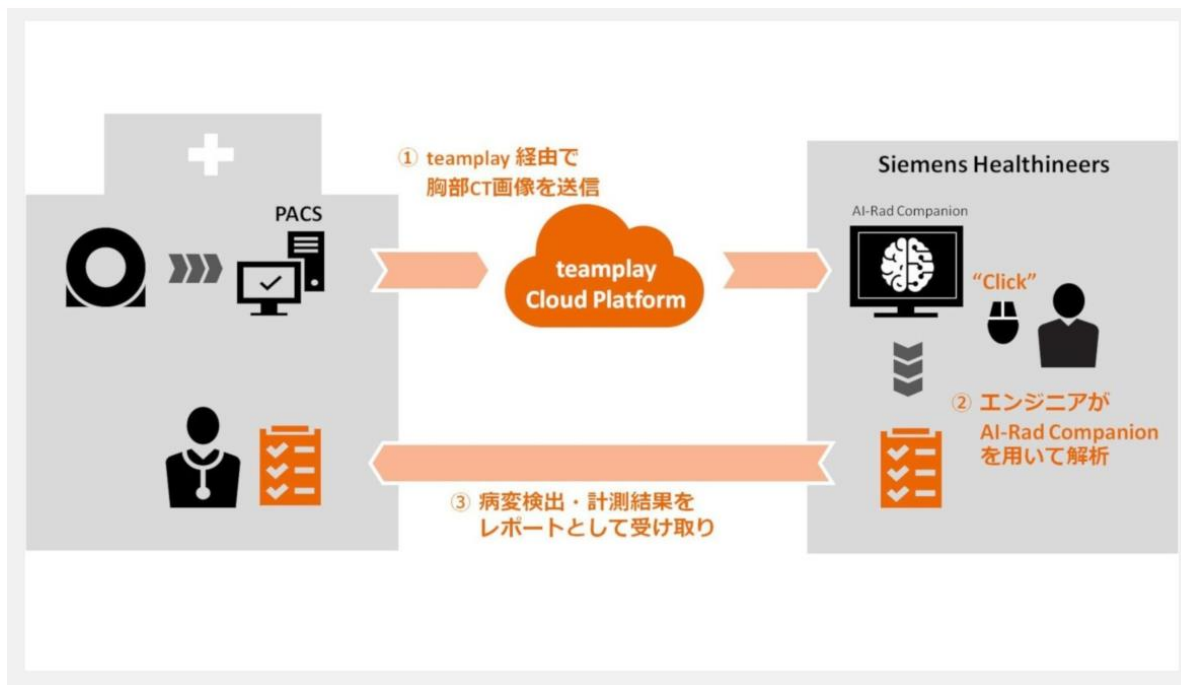 ① teamplay 経由で
胸部CT画像を送信
PACS
teamplay
Cloud Platform
Siemens Healthineers
AI-Rad Companion
“Click”
② エンジニアが
AI-Rad Companion
を用いて解析
③ 病変検出・計測結果を
レポートとして受け取り